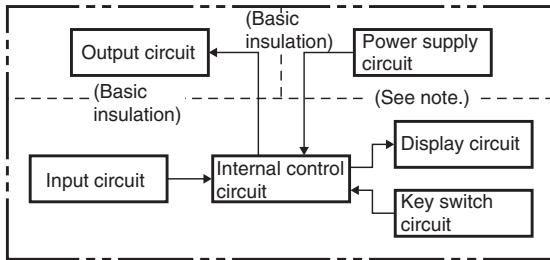 (Basic
insulation)
Output circuit
Power supply
circuit
(Basic
insulation)
(See note.)
Input circuit
Internal control
circuit
Display circuit
Key switch
circuit